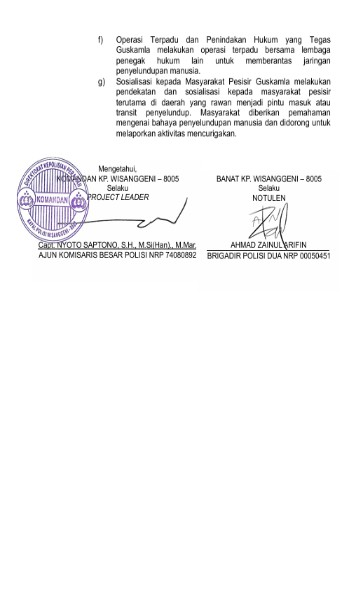 f) Operasi Terpadu dan Penindakan Hukum yang Tegas
Guskamla melakukan operasi terpadu bersama lembaga
penegak hukum lain untuk memberantas jaringan
penyelundupan manusia.
g) Sosialisasi kepada Masyarakat Pesisir Guskamla melakukan
pendekatan dan sosialisasi kepada masyarakat pesisir
terutama di daerah yang rawan menjadi pintu masuk atau
transit penyelundup. Masyarakat diberikan pemahaman
mengenai bahaya penyelundupan manusia dan didorong untuk
melaporkan aktivitas mencurigakan.
Mengetahui,
KOMANDAN KP. WISANGGENI – 8005
Selaku
PROJECT LEADER
KOMANDAN
Capt. NYOTO SAPTONO, S.H., M.Si(Han)., M.Mar.
AJUN KOMISARIS BESAR POLISI NRP 74080892
BANAT KP. WISANGGENI – 8005
Selaku
NOTULEN
AHMAD ZAINUL ARIFIN
BRIGADIR POLISI DUA NRP 00050451